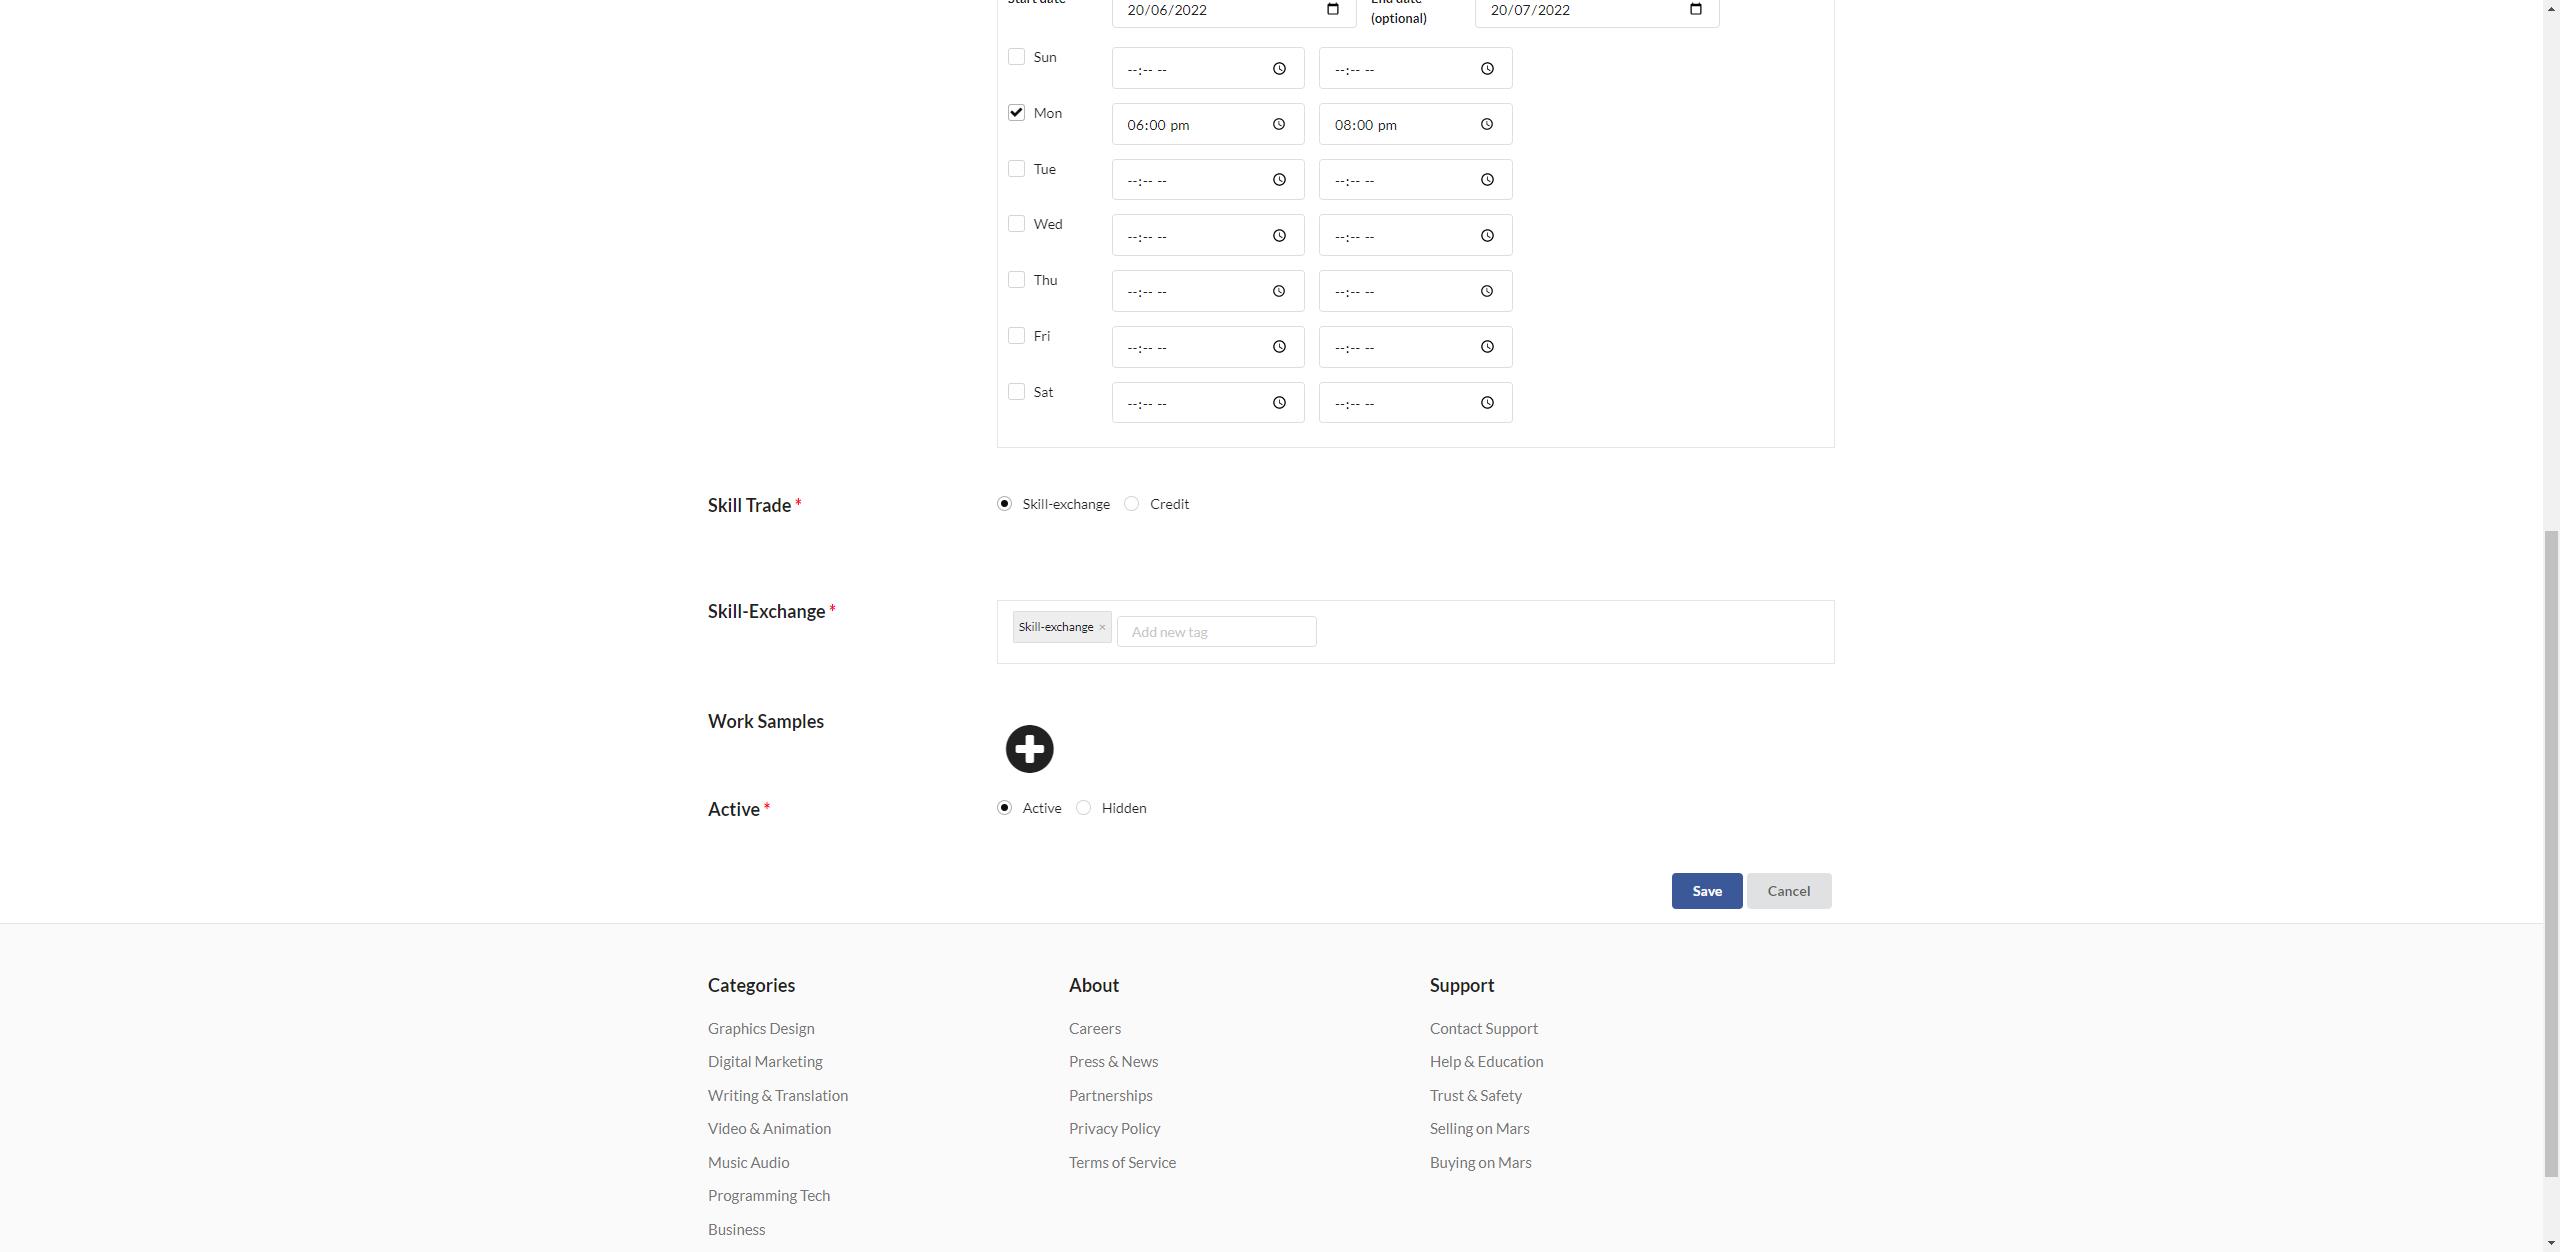 Start date 20/06/2022 End date
(optional) 20/07/2022
Sun --:-- -- --:-- --
Mon 06:00 pm 08:00 pm
Tue --:-- -- --:-- --
Wed --:-- -- --:-- --
Thu --:-- -- --:-- --
Fri --:-- -- --:-- --
Sat --:-- -- --:-- --
Skill Trade * Skill-exchange Credit
Skill-Exchange * Skill-exchange × Add new tag
Work Samples
Active * Active Hidden
Save Cancel
Categories
Graphics Design
Digital Marketing
Writing & Translation
Video & Animation
Music Audio
Programming Tech
Business
About
Careers
Press & News
Partnerships
Privacy Policy
Terms of Service
Support
Contact Support
Help & Education
Trust & Safety
Selling on Mars
Buying on Mars